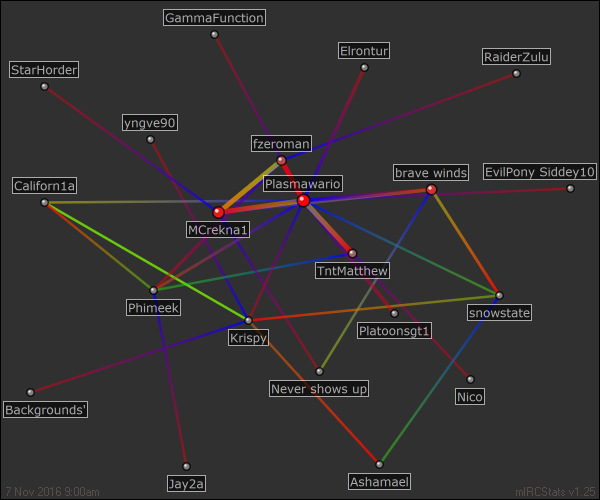 GammaFunction
Elrontur
RaiderZulu
StarHorder
yngve90
fzeroman
Californ1a
Plasmawario
brave winds
EvilPony Siddey10
MCrekna1
TntMatthew
Phimeek
Krispy
Platoonsgt1
snowstate
Never shows up
Nico
Backgrounds'
Jay2a
Ashamael
7 Nov 2016 9:00am
mIRCStats v1.25